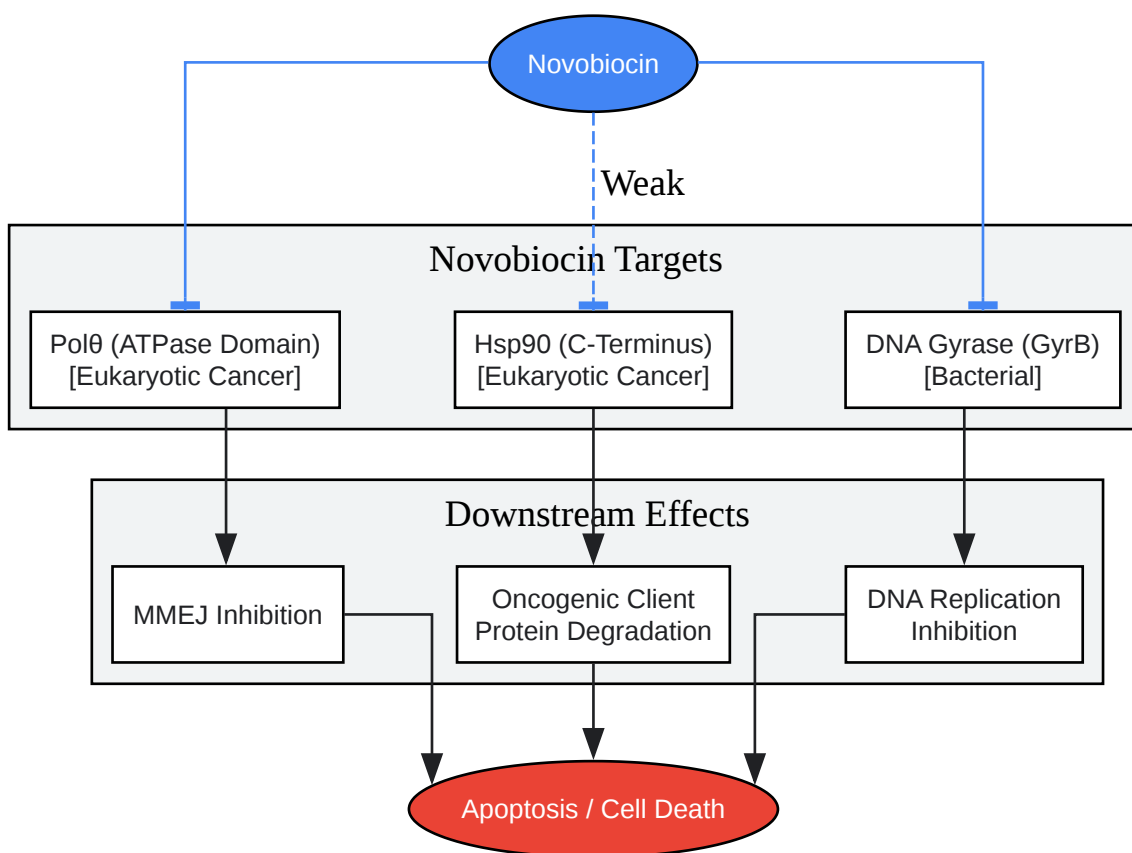 Novobiocin
Weak
Novobiocin Targets
Polθ (ATPase Domain)
[Eukaryotic Cancer]
Hsp90 (C-Terminus)
[Eukaryotic Cancer]
DNA Gyrase (GyrB)
[Bacterial]
Downstream Effects
MMEJ Inhibition
Oncogenic Client
Protein Degradation
DNA Replication
Inhibition
Apoptosis / Cell Death